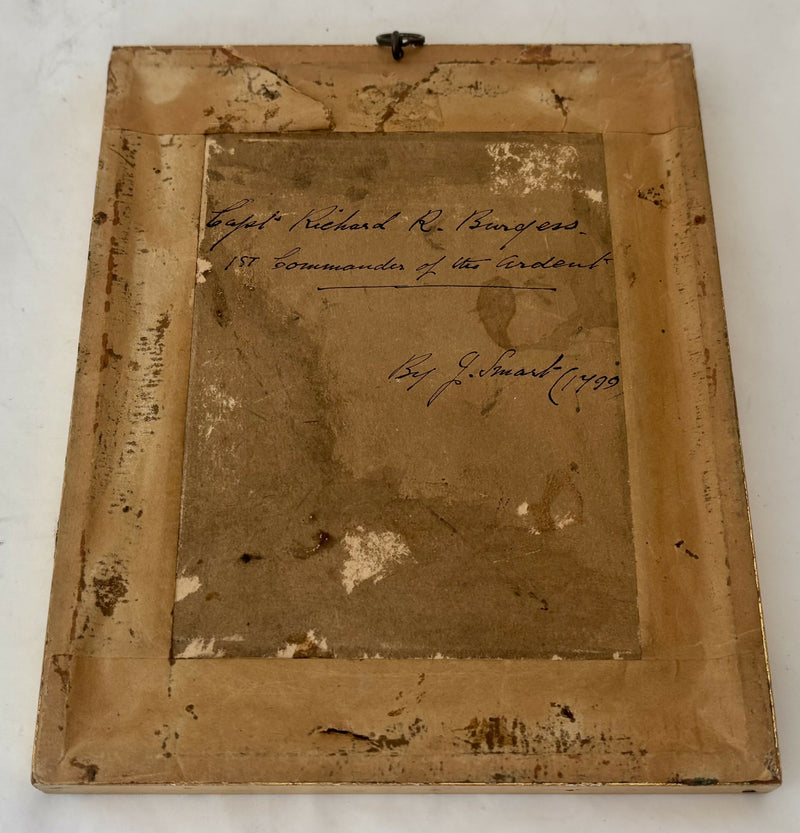 Capt Richard R. Burgess.
1st Commander of the Ardent
By J. Smart (1799)